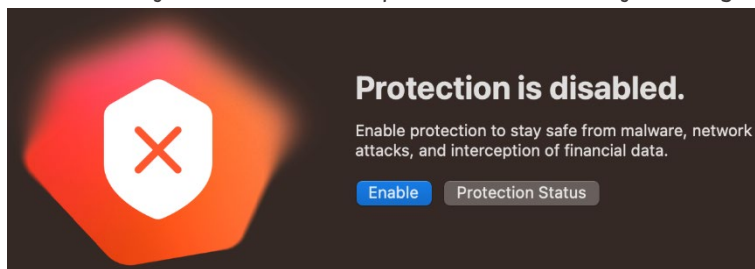 Protection is disabled.
Enable protection to stay safe from malware, network
attacks, and interception of financial data.
Enable
Protection Status